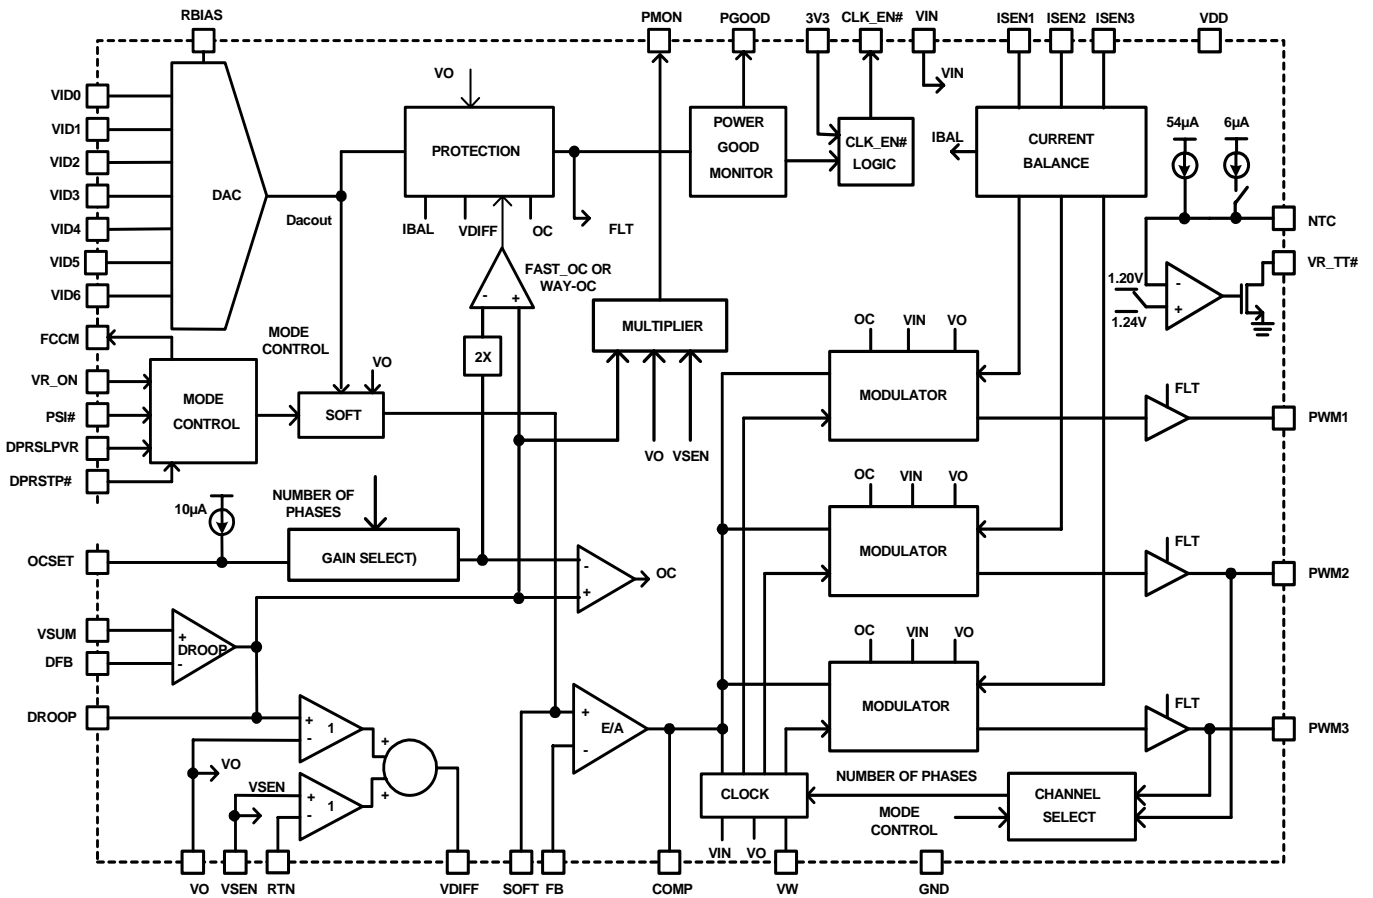 RBIAS
PMON
PGOOD
3V3
CLK_EN#
VIN
ISEN1
ISEN2
ISEN3
VDD
VID0
VID1
VID2
VID3
VID4
VID5
VID6
FCCM
VR_ON
PSI#
DPRSLPVR
DPRSTP#
OCSET
VSUM
DFB
DROOP
DAC
Dacout
VO
PROTECTION
IBAL
VDIFF
OC
FLT
POWER
GOOD
MONITOR
CLK_EN#
LOGIC
VIN
IBAL
CURRENT
BALANCE
54µA
6µA
NTC
VR_TT#
1.20V
1.24V
-
+
FAST_OC OR
WAY-OC
-
+
2X
MULTIPLIER
VO
VSEN
MODE
CONTROL
VO
MODE
CONTROL
SOFT
10µA
NUMBER OF
PHASES
GAIN SELECT)
-
+
OC
+
DROOP
-
OC
VIN
VO
MODULATOR
FLT
PWM1
OC
VIN
VO
MODULATOR
FLT
PWM2
OC
VIN
VO
MODULATOR
FLT
PWM3
+
1
-
+
VO
VSEN
+
1
-
+
+
E/A
-
CLOCK
VIN
VO
NUMBER OF PHASES
MODE
CONTROL
CHANNEL
SELECT
VO
VSEN
RTN
VDIFF
SOFT
FB
COMP
VW
GND